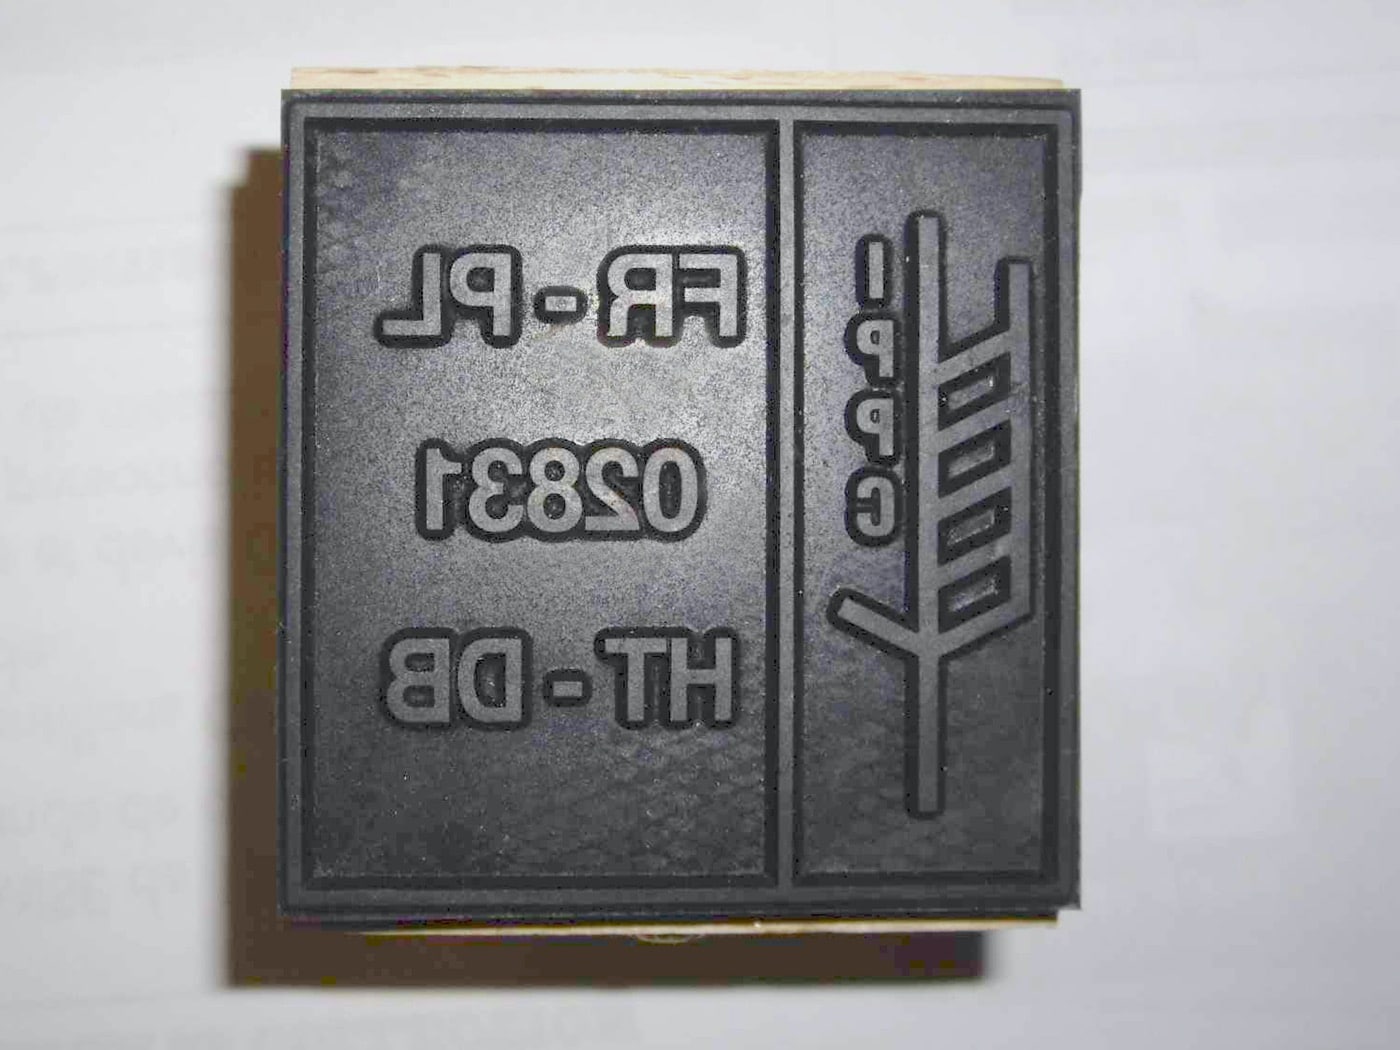 IPPC
FR - PL
02831
HT - DB